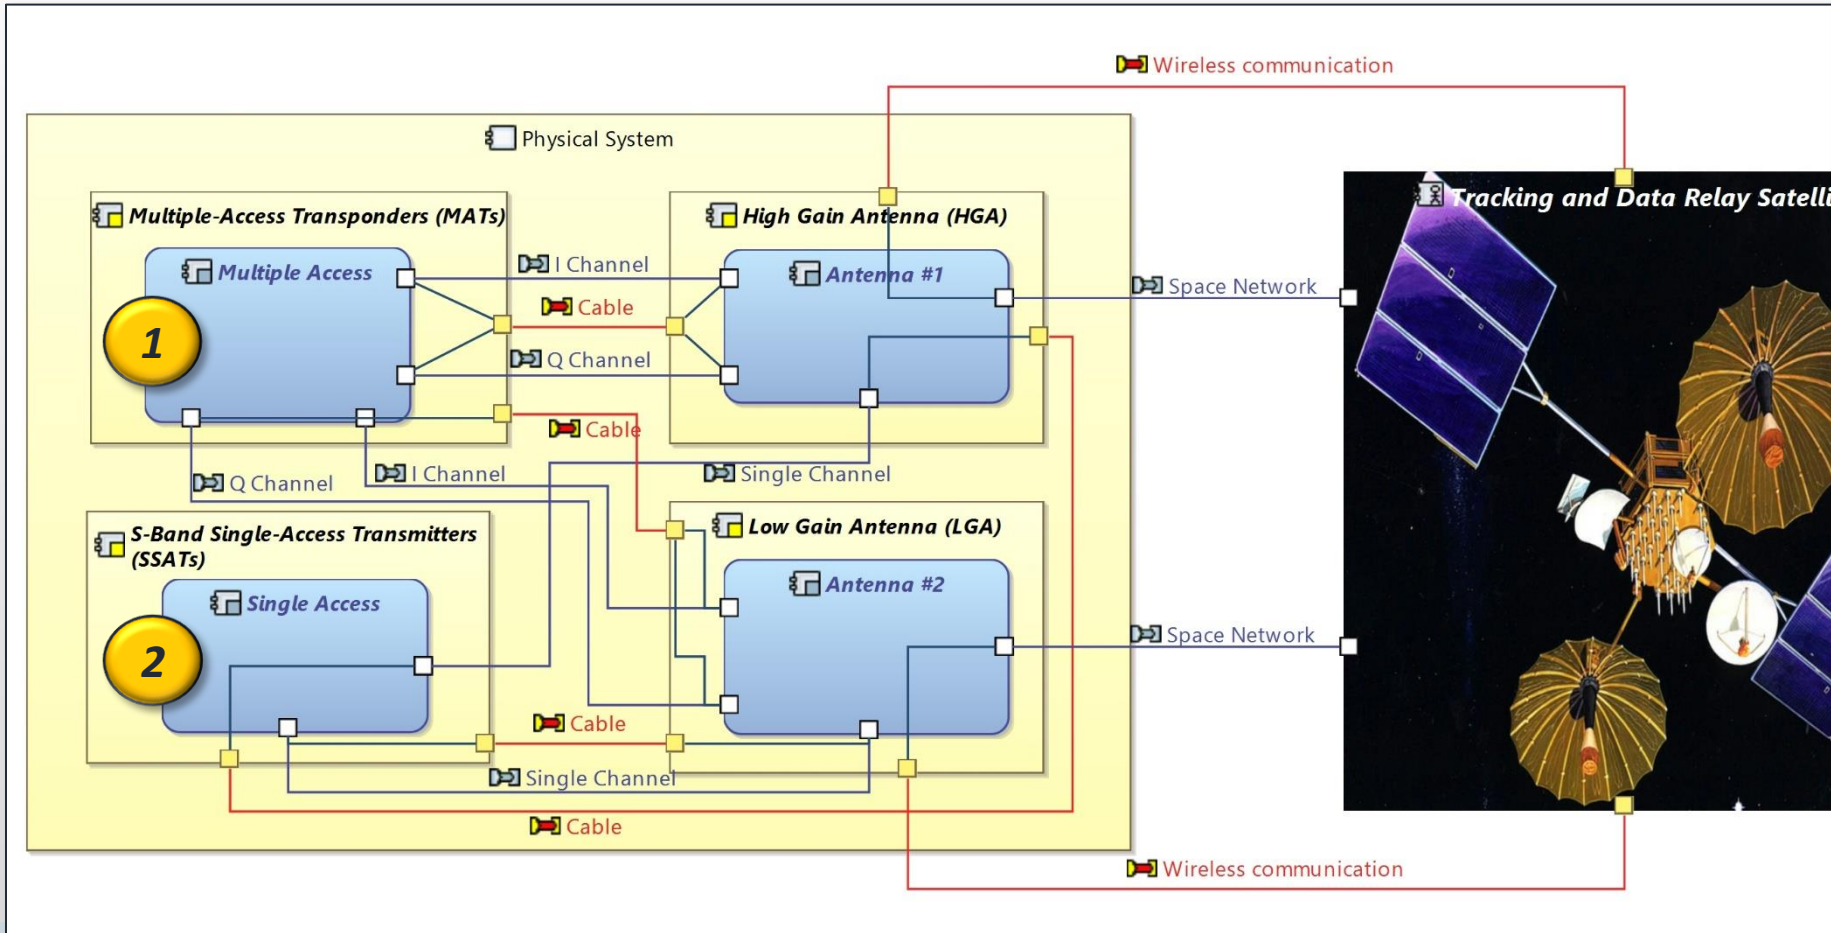 Wireless communication
Physical System
Multiple-Access Transponders (MATs)
High Gain Antenna (HGA)
Tracking and Data Relay Satelli
Multiple Access
I Channel
Antenna #1
Space Network
Cable
1
Q Channel
Cable
Q Channel
I Channel
Single Channel
S-Band Single-Access Transmitters
(SSATs)
Low Gain Antenna (LGA)
Single Access
Antenna #2
Space Network
2
Cable
Single Channel
Cable
Wireless communication